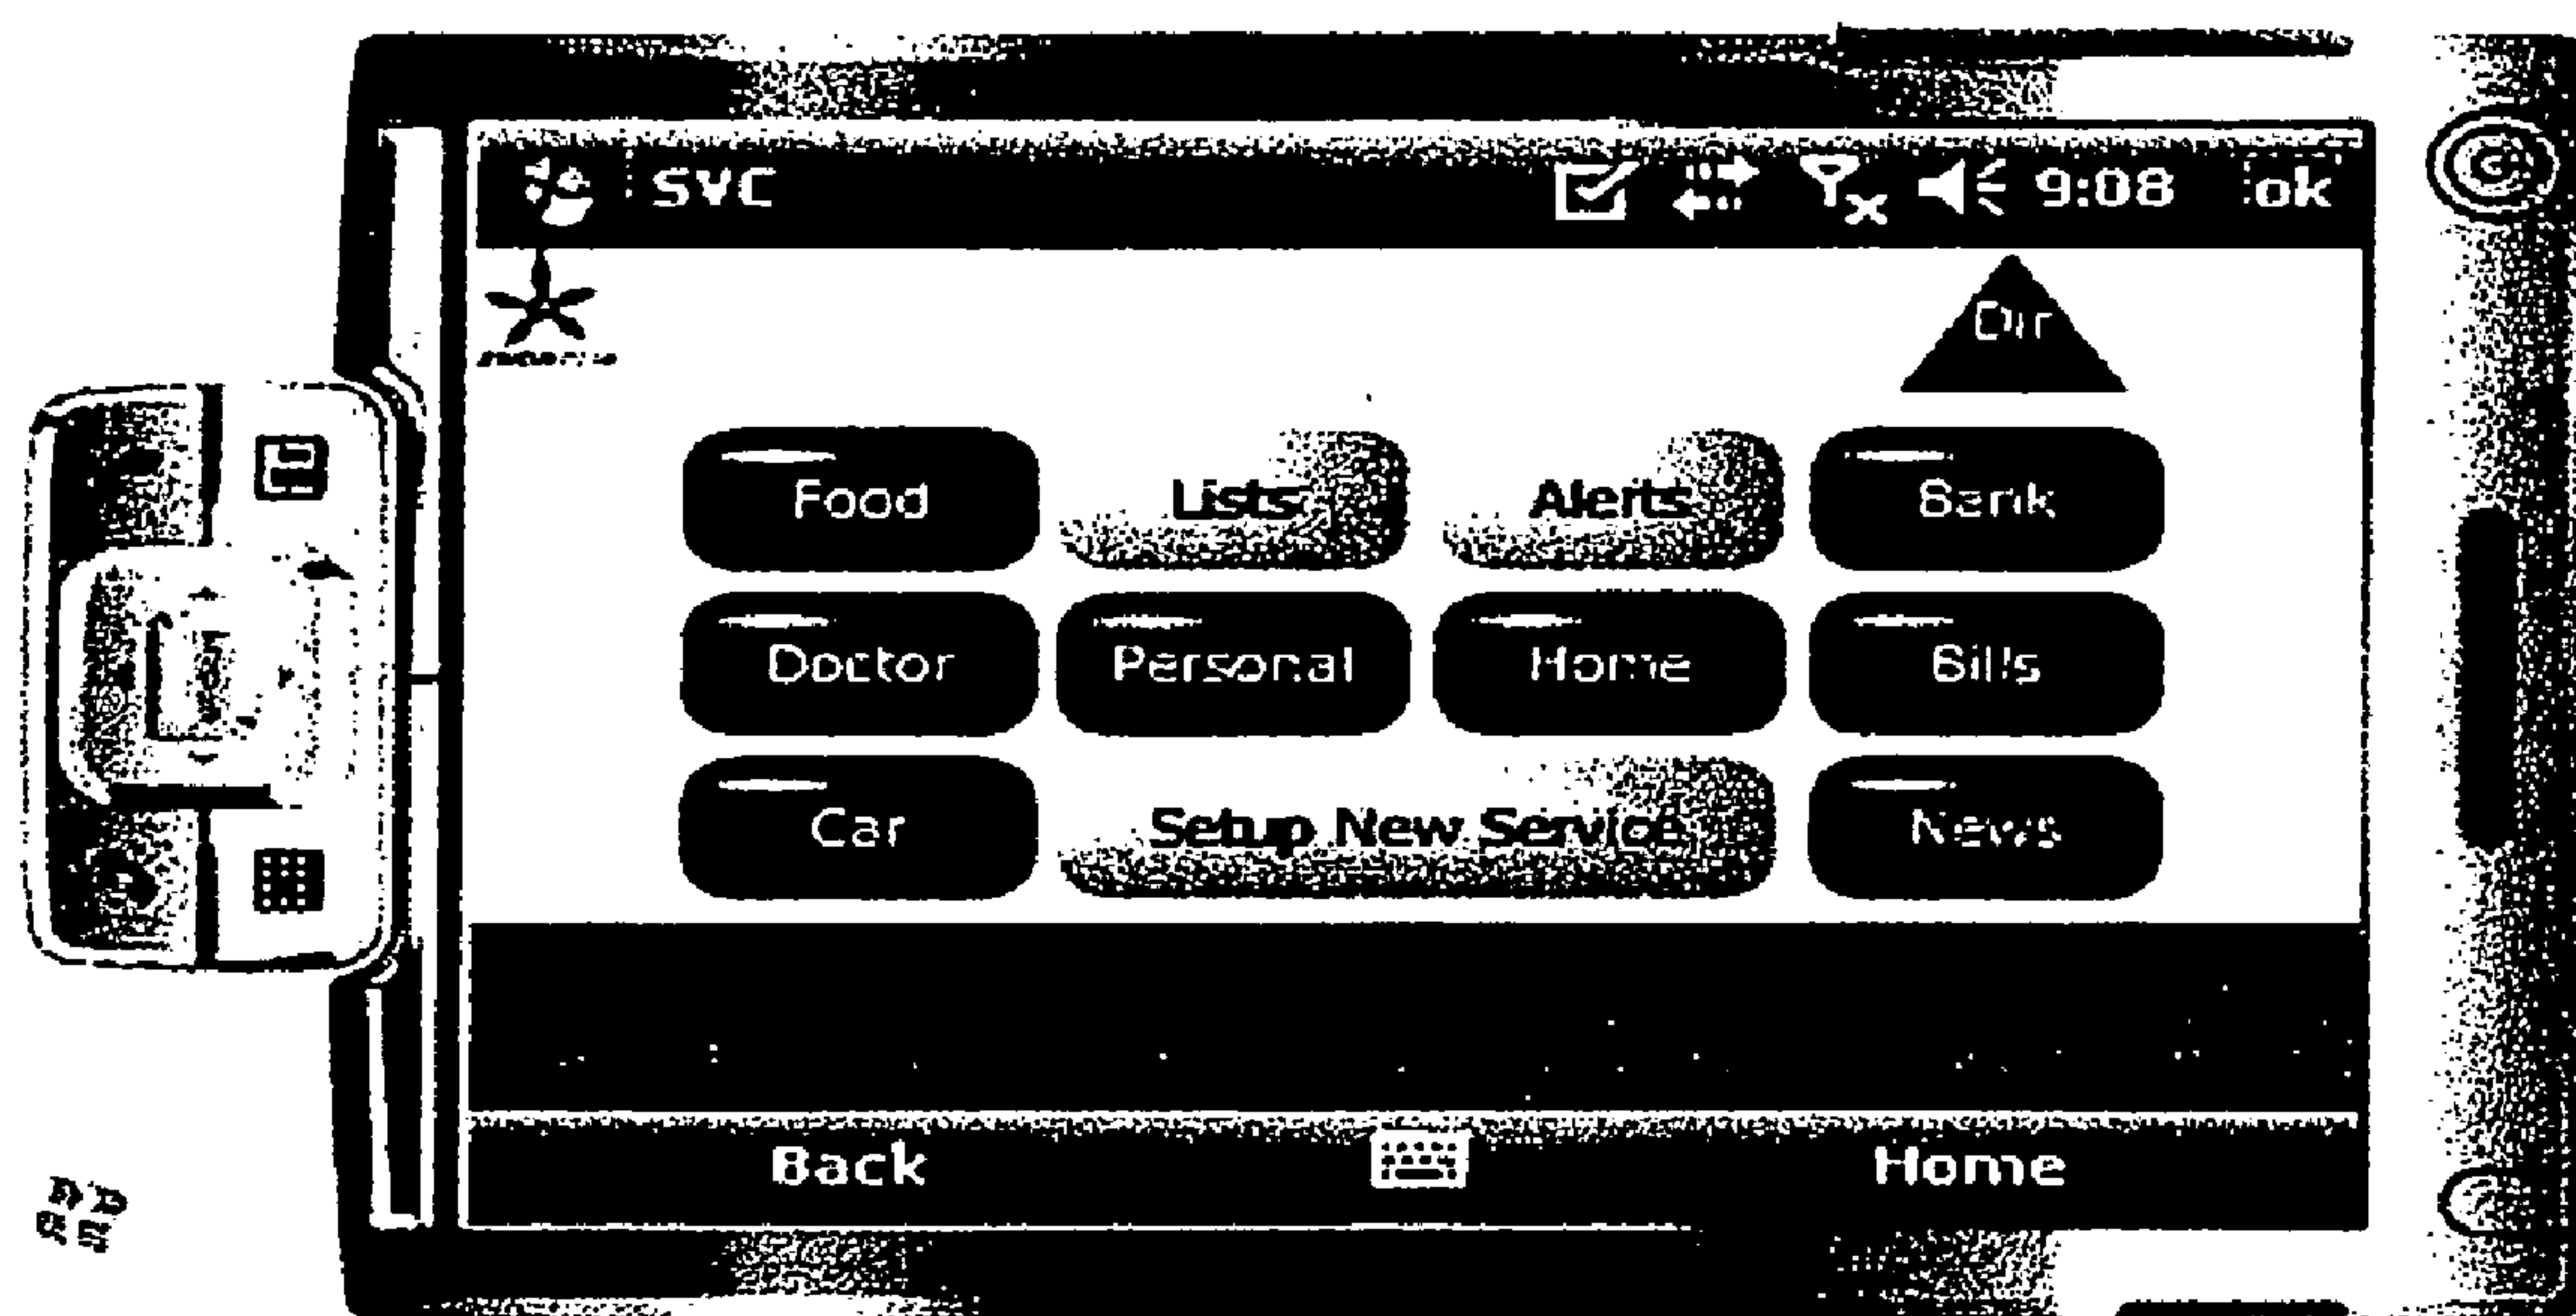 SVC 9:08 ok
Dir
Food Lists Alerts Bank
Doctor Personal Home Bills
Car Setup New Service News
Back Home